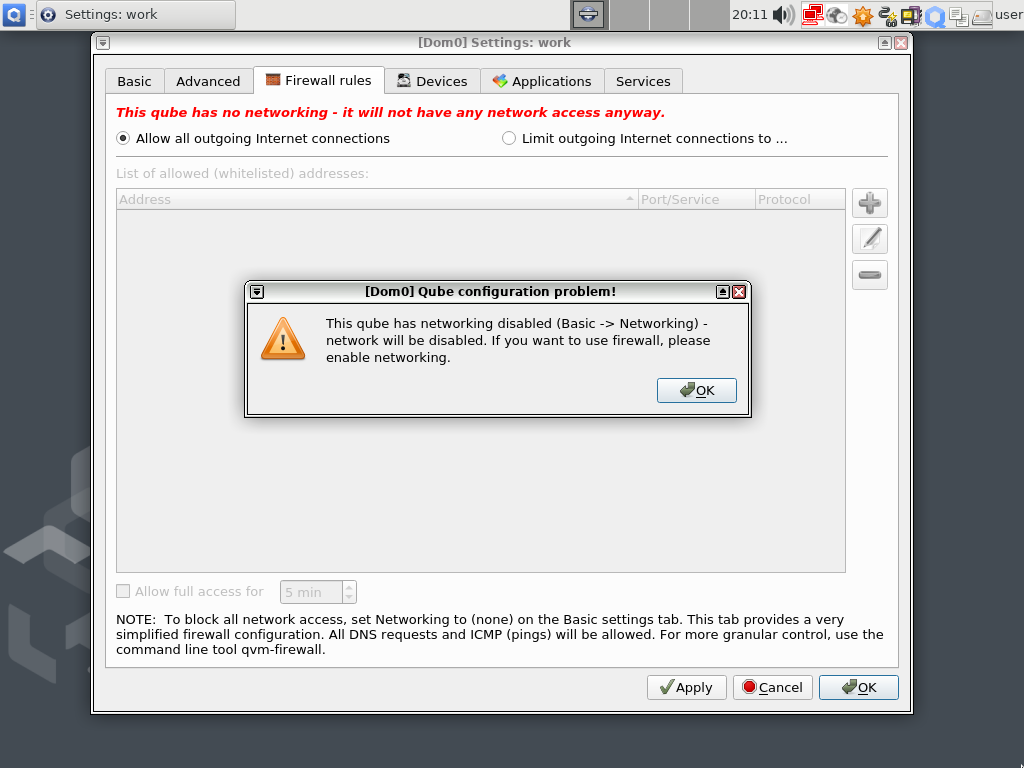 Settings: work
20:11
user
[Dom0] Settings: work
Basic
Advanced
Firewall rules
Devices
Applications
Services
This qube has no networking - it will not have any network access anyway.
Allow all outgoing Internet connections
Limit outgoing Internet connections to ...
List of allowed (whitelisted) addresses:
Address
Port/Service
Protocol
[Dom0] Qube configuration problem!
This qube has networking disabled (Basic -> Networking) -
network will be disabled. If you want to use firewall, please
enable networking.
OK
Allow full access for
5 min
NOTE:  To block all network access, set Networking to (none) on the Basic settings tab. This tab provides a very
simplified firewall configuration. All DNS requests and ICMP (pings) will be allowed. For more granular control, use the
command line tool qvm-firewall.
Apply
Cancel
OK